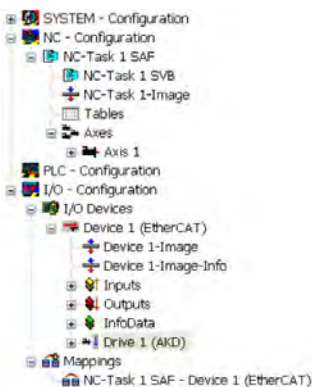 SYSTEM - Configuration
NC - Configuration
NC-Task 1 SAF
NC-Task 1 SVB
NC-Task 1-Image
Tables
Axes
Axis 1
PLC - Configuration
I/O - Configuration
I/O Devices
Device 1 (EtherCAT)
Device 1-Image
Device 1-Image-Info
Inputs
Outputs
InfoData
Drive 1 (AKD)
Mappings
NC-Task 1 SAF - Device 1 (EtherCAT)